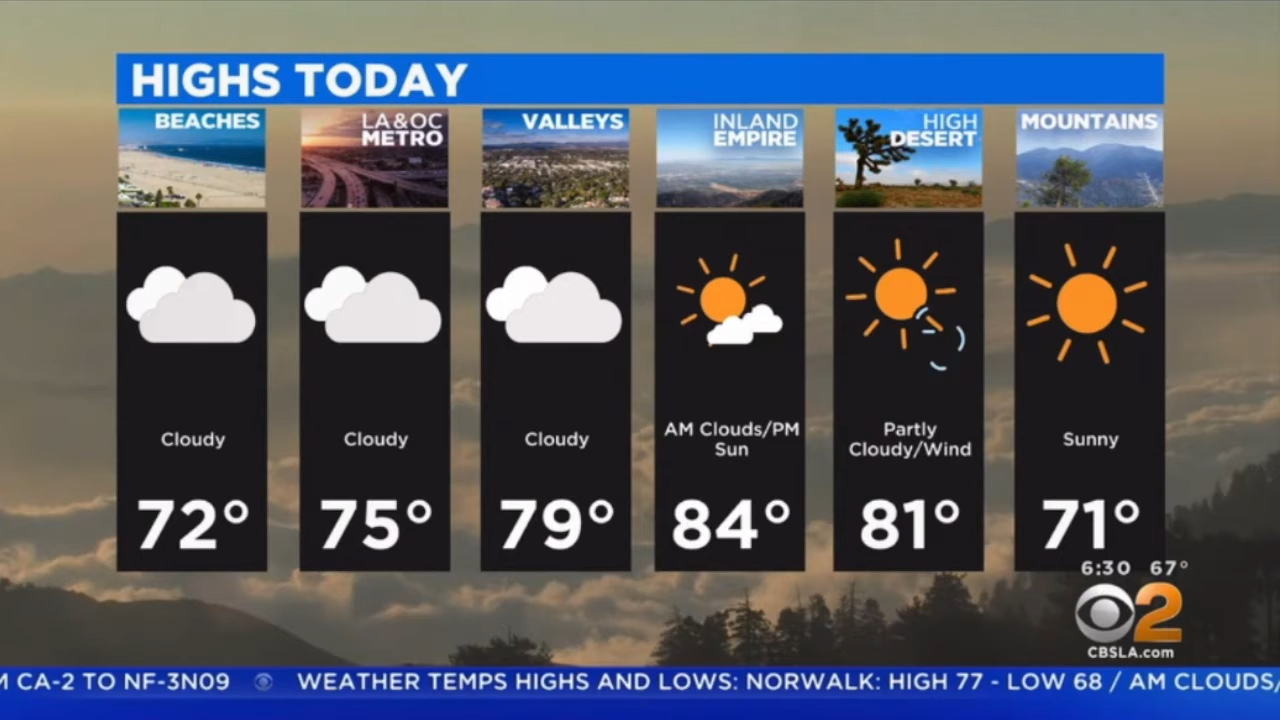 HIGHS TODAY
BEACHES
LA&OC
METRO
VALLEYS
INLAND
EMPIRE
HIGH
DESERT
MOUNTAINS
Cloudy
Cloudy
Cloudy
AM Clouds/PM
Sun
Partly
Cloudy/Wind
Sunny
72°
75°
79°
84°
81°
71°
6:30 67°
2
CBSLA.com
M CA-2 TO NF-3N09 WEATHER TEMPS HIGHS AND LOWS: NORWALK: HIGH 77 - LOW 68 / AM CLOUDS/